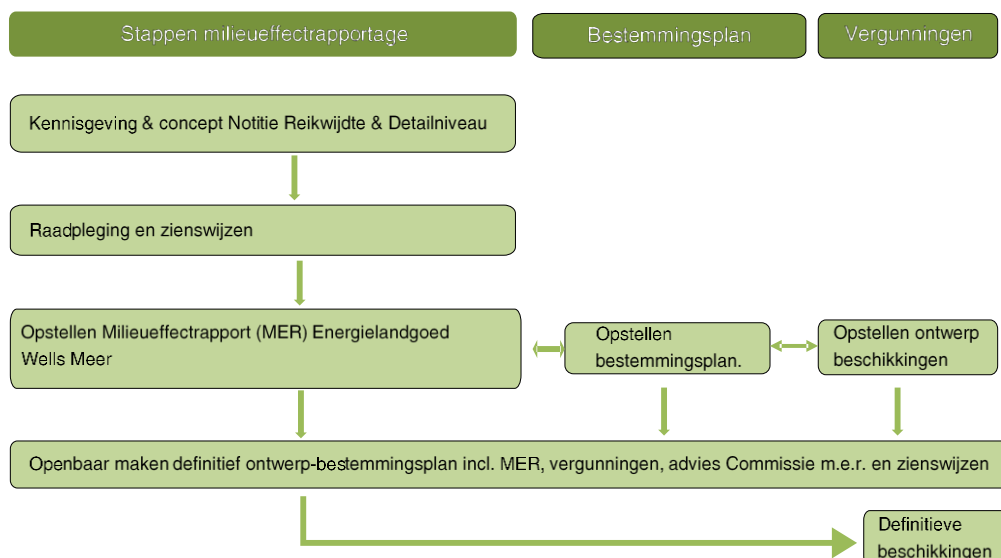 Stappen milieueffectrapportage
Bestemmingsplan
Vergunningen
Kennisgeving & concept Notitie Reikwijdte & Detailniveau
Raadpleging en zienswijzen
Opstellen Milieueffectrapport (MER) Energielandgoed
Wells Meer
Opstellen
bestemmingsplan.
Opstellen ontwerp
beschikkingen
Openbaar maken definitief ontwerp-bestemmingsplan incl. MER, vergunningen, advies Commissie m.e.r. en zienswijzen
Definitieve
beschikkingen